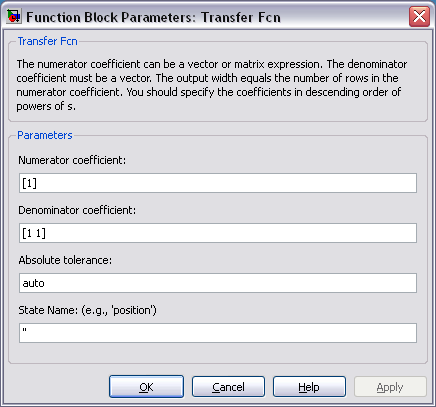 Function Block Parameters: Transfer Fcn
Transfer Fcn
The numerator coefficient can be a vector or matrix expression. The denominator
coefficient must be a vector. The output width equals the number of rows in the
numerator coefficient. You should specify the coefficients in descending order of
powers of s.
Parameters
Numerator coefficient:
[1]
Denominator coefficient:
[1 1]
Absolute tolerance:
auto
State Name: (e.g., 'position')
''
OK Cancel Help Apply